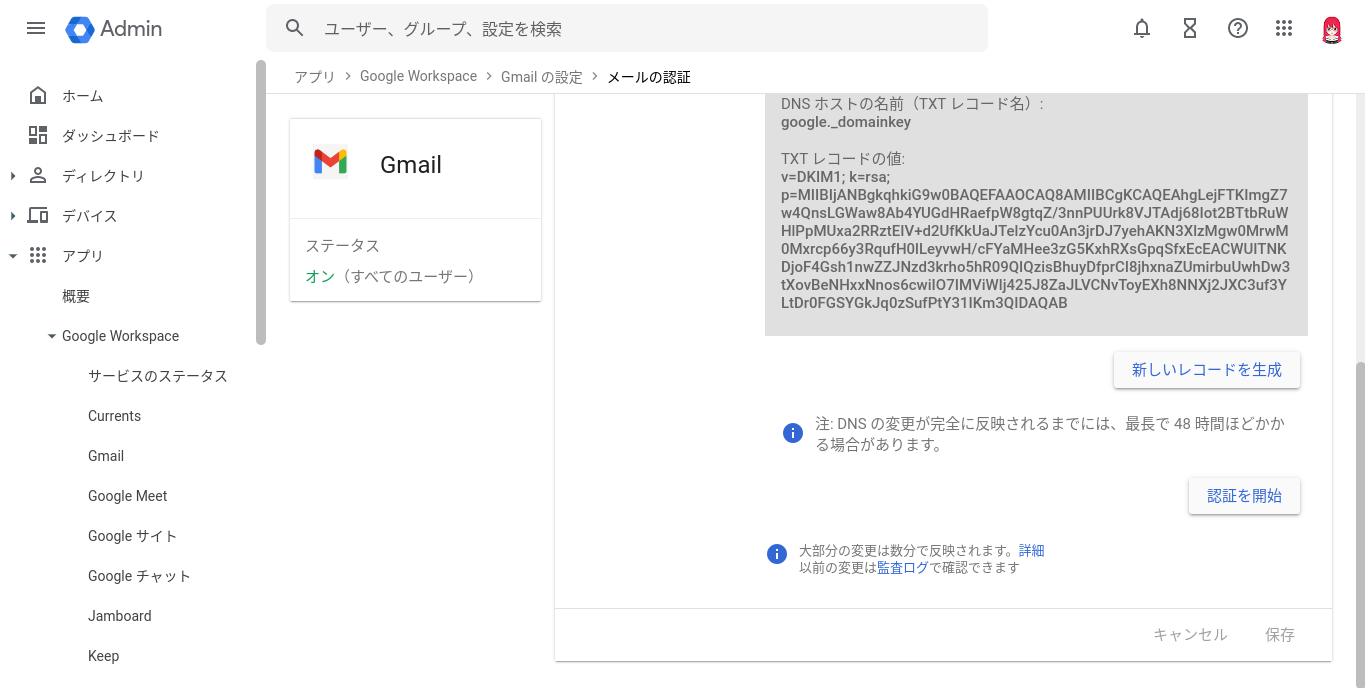 Admin
ユーザー、グループ、設定を検索
アプリ > Google Workspace > Gmail の設定 > メールの認証
ホーム
ダッシュボード
ディレクトリ
デバイス
アプリ
概要
Google Workspace
サービスのステータス
Currents
Gmail
Google Meet
Google サイト
Google チャット
Jamboard
Keep
Gmail
ステータス
オン（すべてのユーザー）
DNS ホストの名前（TXT レコード名）:
google._domainkey
TXT レコードの値:
v=DKIM1; k=rsa;
p=MIIBIjANBgkqhkiG9w0BAQEFAAOCAQ8AMIIBCgKCAQEAhgLejFTKImgZ7
w4QnsLGWaw8Ab4YUGdHRaefpW8gtqZ/3nnPUUrk8VJTAdj68Iot2BTtbRuW
HIPpMUxa2RRztEIV+d2UfKkUaJTelzYcu0An3jrDJ7yehAKN3XIzMgw0MrwM
0Mxrcp66y3RqufH0ILeyvwH/cFYaMHee3zG5KxhRXsGpqSfxEcEACWUITNK
DjoF4Gsh1nwZZJNzd3krho5hR09QIQzisBhuyDfprCI8jhxnaZUmirbuUwhDw3
tXovBeNHxxNnos6cwiIO7IMViWIj425J8ZaJLVCNvToyEXh8NNXj2JXC3uf3Y
LtDr0FGSYGkJq0zSufPtY31IKm3QIDAQAB
新しいレコードを生成
注: DNS の変更が完全に反映されるまでには、最長で 48 時間ほどかか
る場合があります。
認証を開始
大部分の変更は数分で反映されます。詳細
以前の変更は監査ログで確認できます
キャンセル
保存